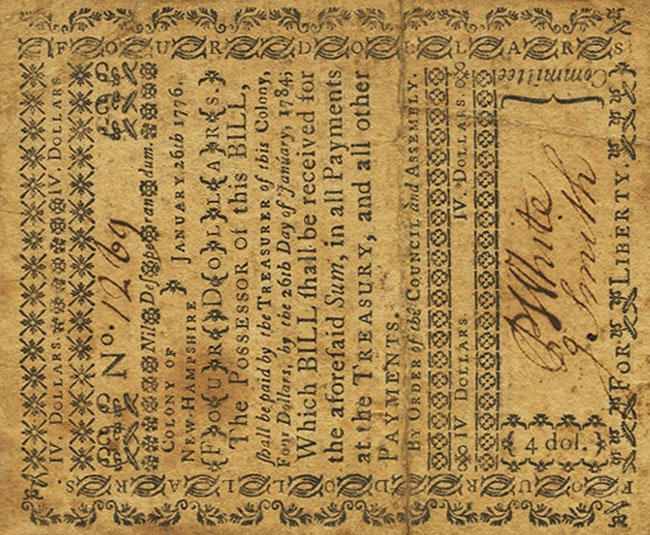 FOUR DOLLARS
IV. DOLLARS. IV. DOLLARS.
No. 1269
Nil Desperandum.
COLONY OF
NEW HAMPSHIRE } JANUARY 26th 1776.
(FOUR DOLLARS.)
The POSSESSOR of this BILL,
ſhall be paid by the TREASURER of this Colony,
Four Dollars, by the 26th Day of January, 1784;
Which BILL ſhall be received for
the aforeſaid Sum, in all Payments
at the TREASURY, and all other
PAYMENTS.
By ORDER of the COUNCIL and ASSEMBLY.
IV DOLLARS. IV. DOLLARS.
4 dol.
P White
J. Smith
} Committee
FOR LIBERTY.
FOUR DOLLARS.